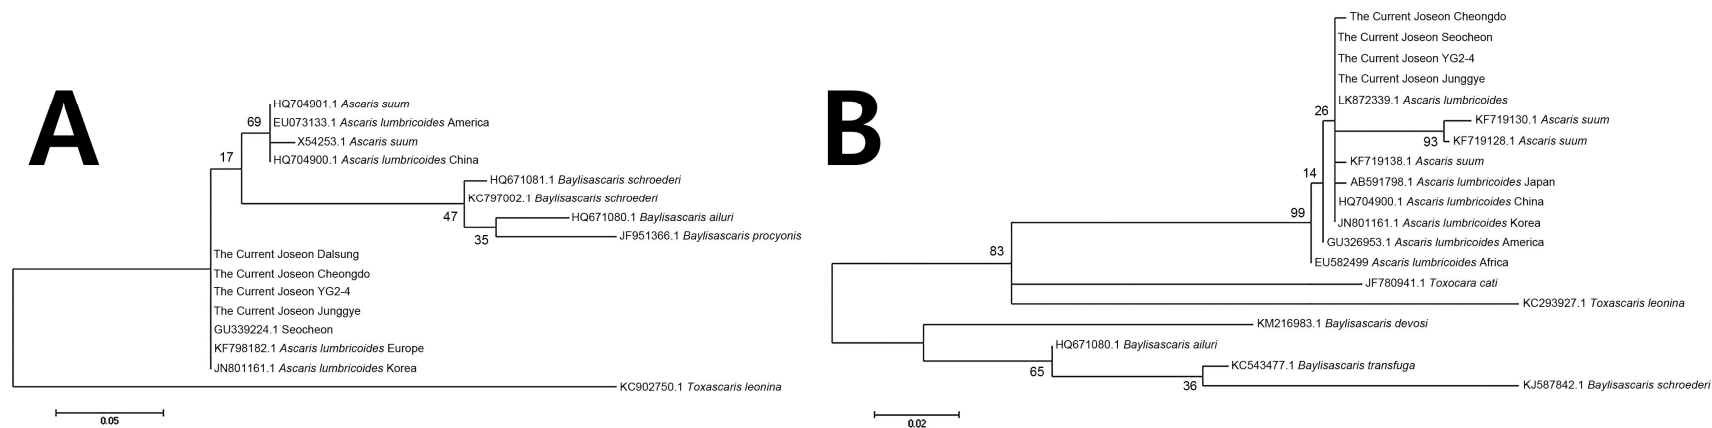 A
HQ704901.1 Ascaris suum
EU073133.1 Ascaris lumbricoides America
69
X54253.1 Ascaris suum
HQ704900.1 Ascaris lumbricoides China
17
HQ671081.1 Baylisascaris schroederi
KC797002.1 Baylisascaris schroederi
47
HQ671080.1 Baylisascaris ailuri
35
JF951366.1 Baylisascaris procyonis
The Current Joseon Dalsung
The Current Joseon Cheongdo
The Current Joseon YG2-4
The Current Joseon Junggye
GU339224.1 Seocheon
KF798182.1 Ascaris lumbricoides Europe
JN801161.1 Ascaris lumbricoides Korea
KC902750.1 Toxascaris leonina
0.05
B
The Current Joseon Cheongdo
The Current Joseon Seocheon
The Current Joseon YG2-4
The Current Joseon Junggye
LK872339.1 Ascaris lumbricoides
26
KF719130.1 Ascaris suum
93
KF719128.1 Ascaris suum
KF719138.1 Ascaris suum
14
AB591798.1 Ascaris lumbricoides Japan
HQ704900.1 Ascaris lumbricoides China
99
JN801161.1 Ascaris lumbricoides Korea
GU326953.1 Ascaris lumbricoides America
83
EU582499 Ascaris lumbricoides Africa
JF780941.1 Toxocara cati
KC293927.1 Toxascaris leonina
KM216983.1 Baylisascaris devosi
HQ671080.1 Baylisascaris ailuri
65
KC543477.1 Baylisascaris transfuga
36
KJ587842.1 Baylisascaris schroederi
0.02